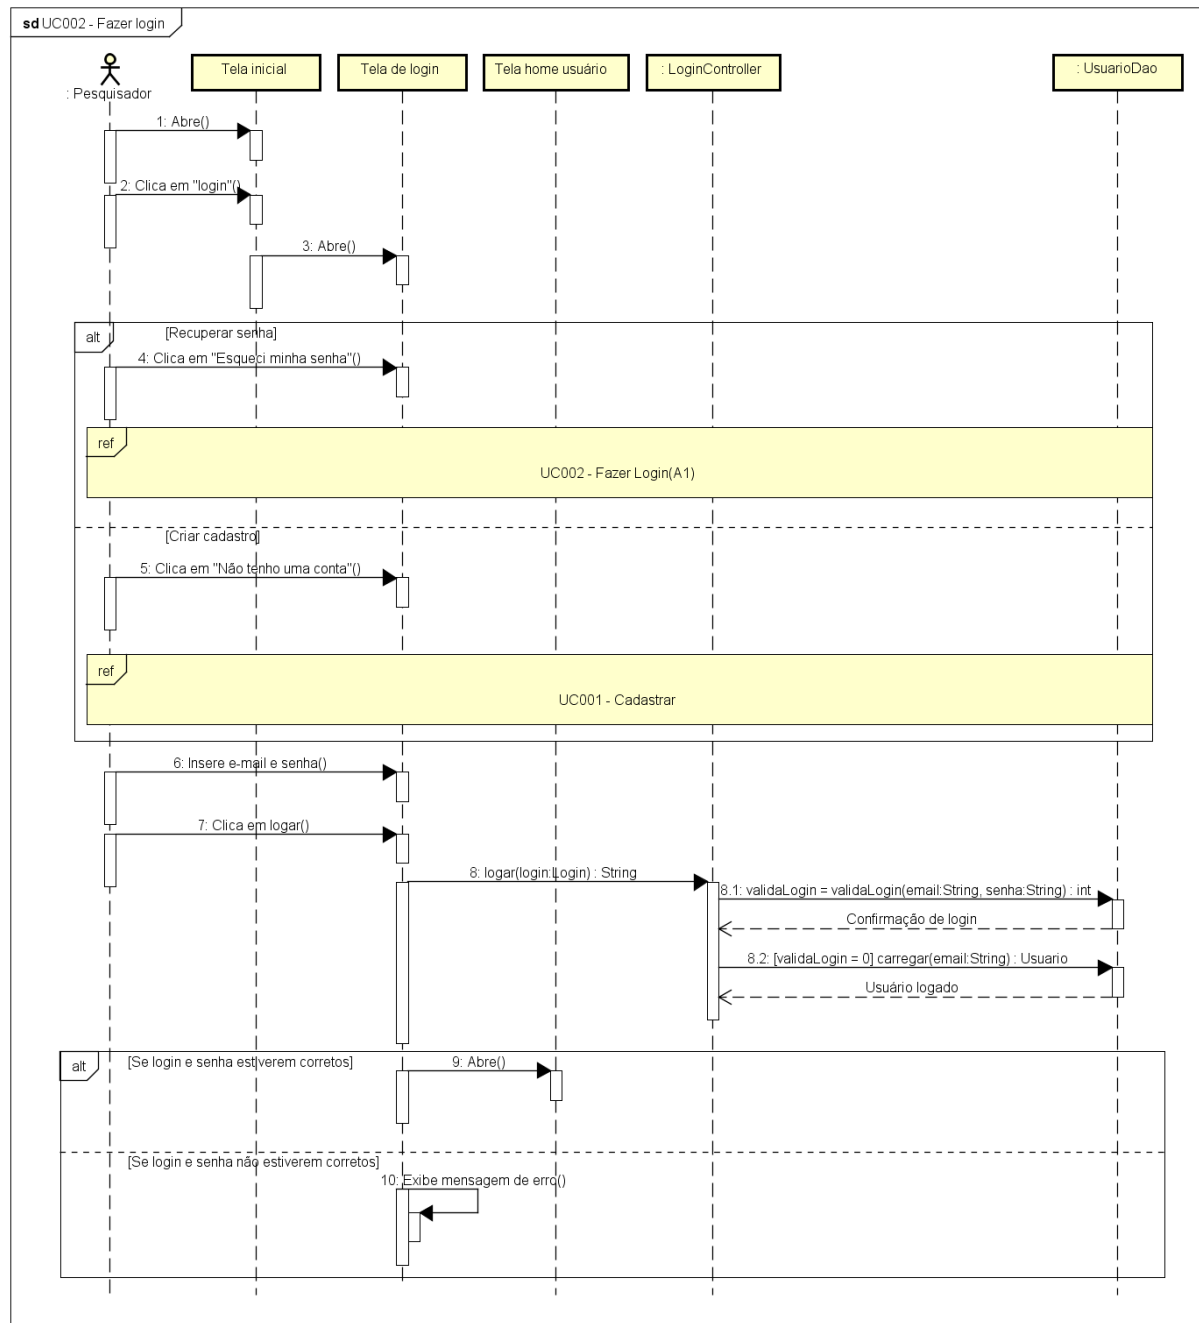 sd UC002 - Fazer login
: Pesquisador
Tela inicial
Tela de login
Tela home usuário
: LoginController
: UsuarioDao
1: Abre()
2: Clica em "login"()
3: Abre()
alt
[Recuperar senha]
4: Clica em "Esqueci minha senha"()
ref
UC002 - Fazer Login(A1)
[Criar cadastro]
5: Clica em "Não tenho uma conta"()
ref
UC001 - Cadastrar
6: Insere e-mail e senha()
7: Clica em logar()
8: logar(login:Login) : String
8.1: validaLogin = validaLogin(email:String, senha:String) : int
Confirmação de login
8.2: [validaLogin = 0] carregar(email:String) : Usuario
Usuário logado
alt
[Se login e senha estiverem corretos]
9: Abre()
[Se login e senha não estiverem corretos]
10: Exibe mensagem de erro()